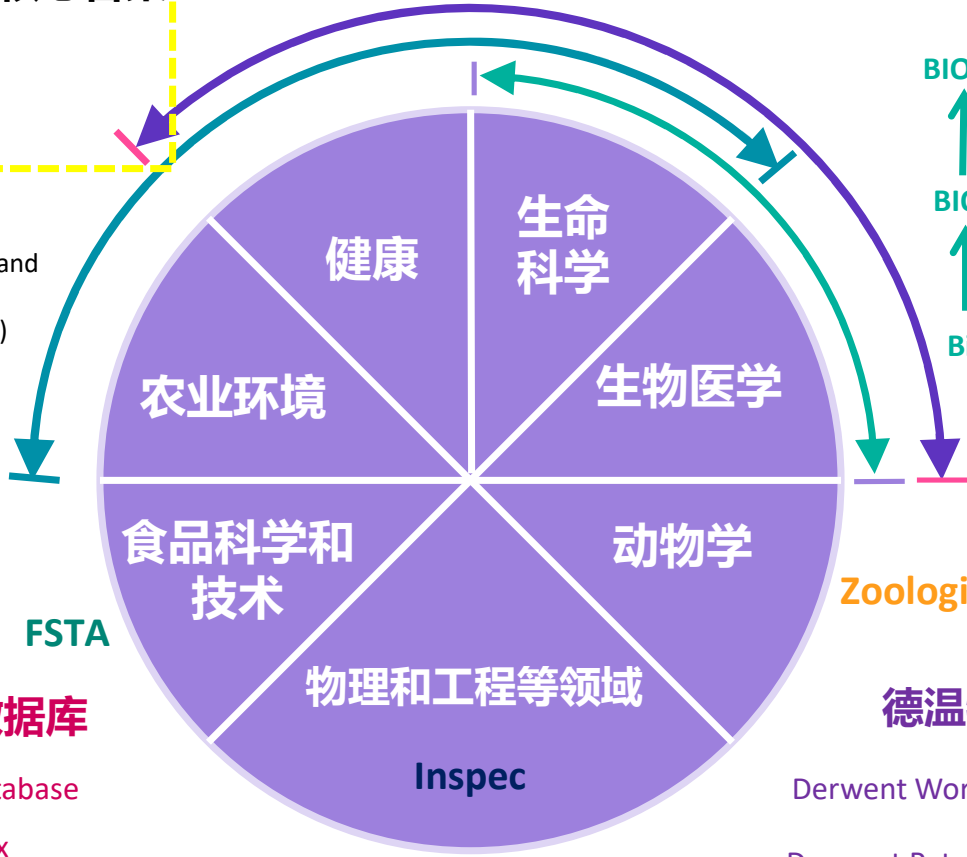 BIO
and
生命
科学
健康
BIO
)
农业环境
生物医学
食品科学和
技术
动物学
Zoologi
FSTA
物理和工程等领域
数据库
德温
Inspec
tabase
Derwent Wor
x